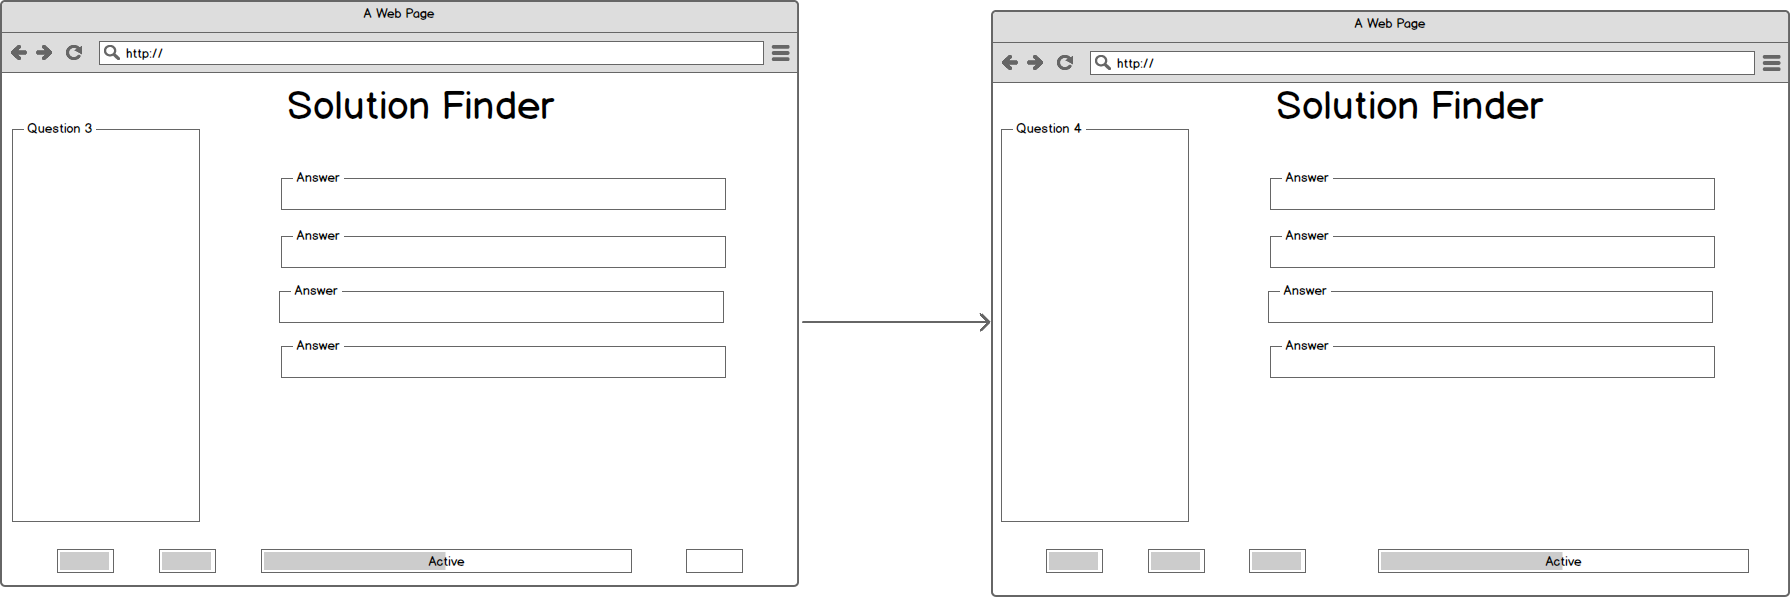 A Web Page
http://
Solution Finder
Question 3
Answer
Answer
Answer
Answer
Active
A Web Page
http://
Solution Finder
Question 4
Answer
Answer
Answer
Answer
Active